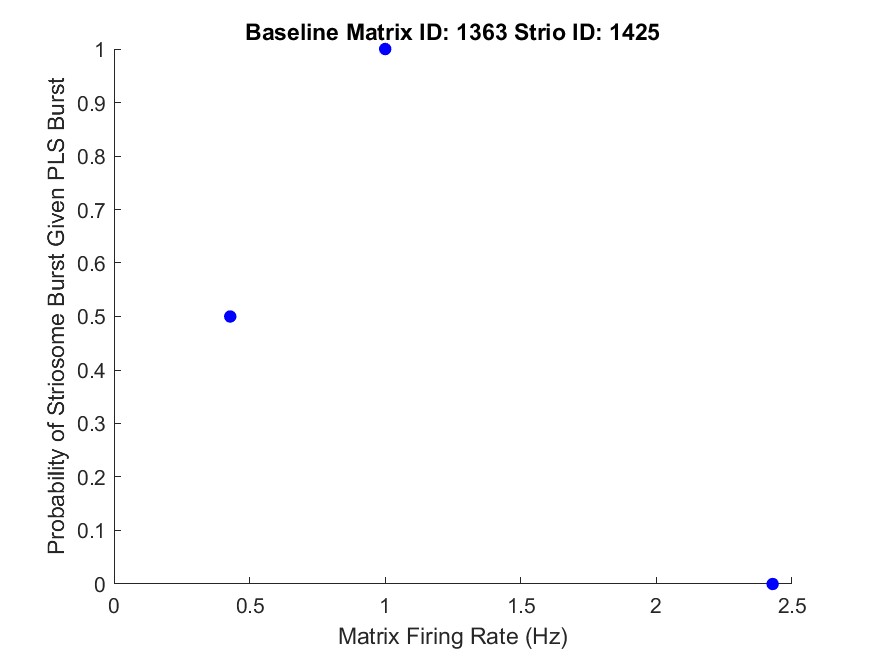 Baseline Matrix ID: 1363 Strio ID: 1425
Probability of Striosome Burst Given PLS Burst
1
0.9
0.8
0.7
0.6
0.5
0.4
0.3
0.2
0.1
0
0 0.5 1 1.5 2 2.5
Matrix Firing Rate (Hz)